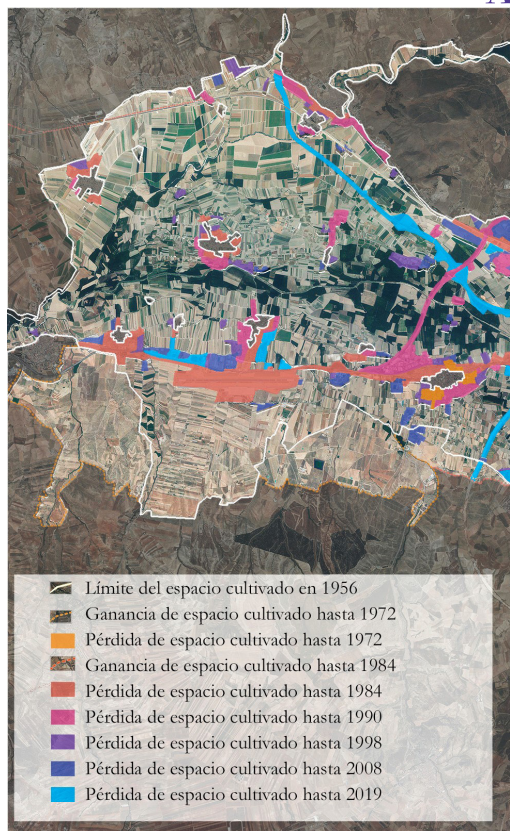 Límite del espacio cultivado en 1956
Ganancia de espacio cultivado hasta 1972
Pérdida de espacio cultivado hasta 1972
Ganancia de espacio cultivado hasta 1984
Pérdida de espacio cultivado hasta 1984
Pérdida de espacio cultivado hasta 1990
Pérdida de espacio cultivado hasta 1998
Pérdida de espacio cultivado hasta 2008
Pérdida de espacio cultivado hasta 2019